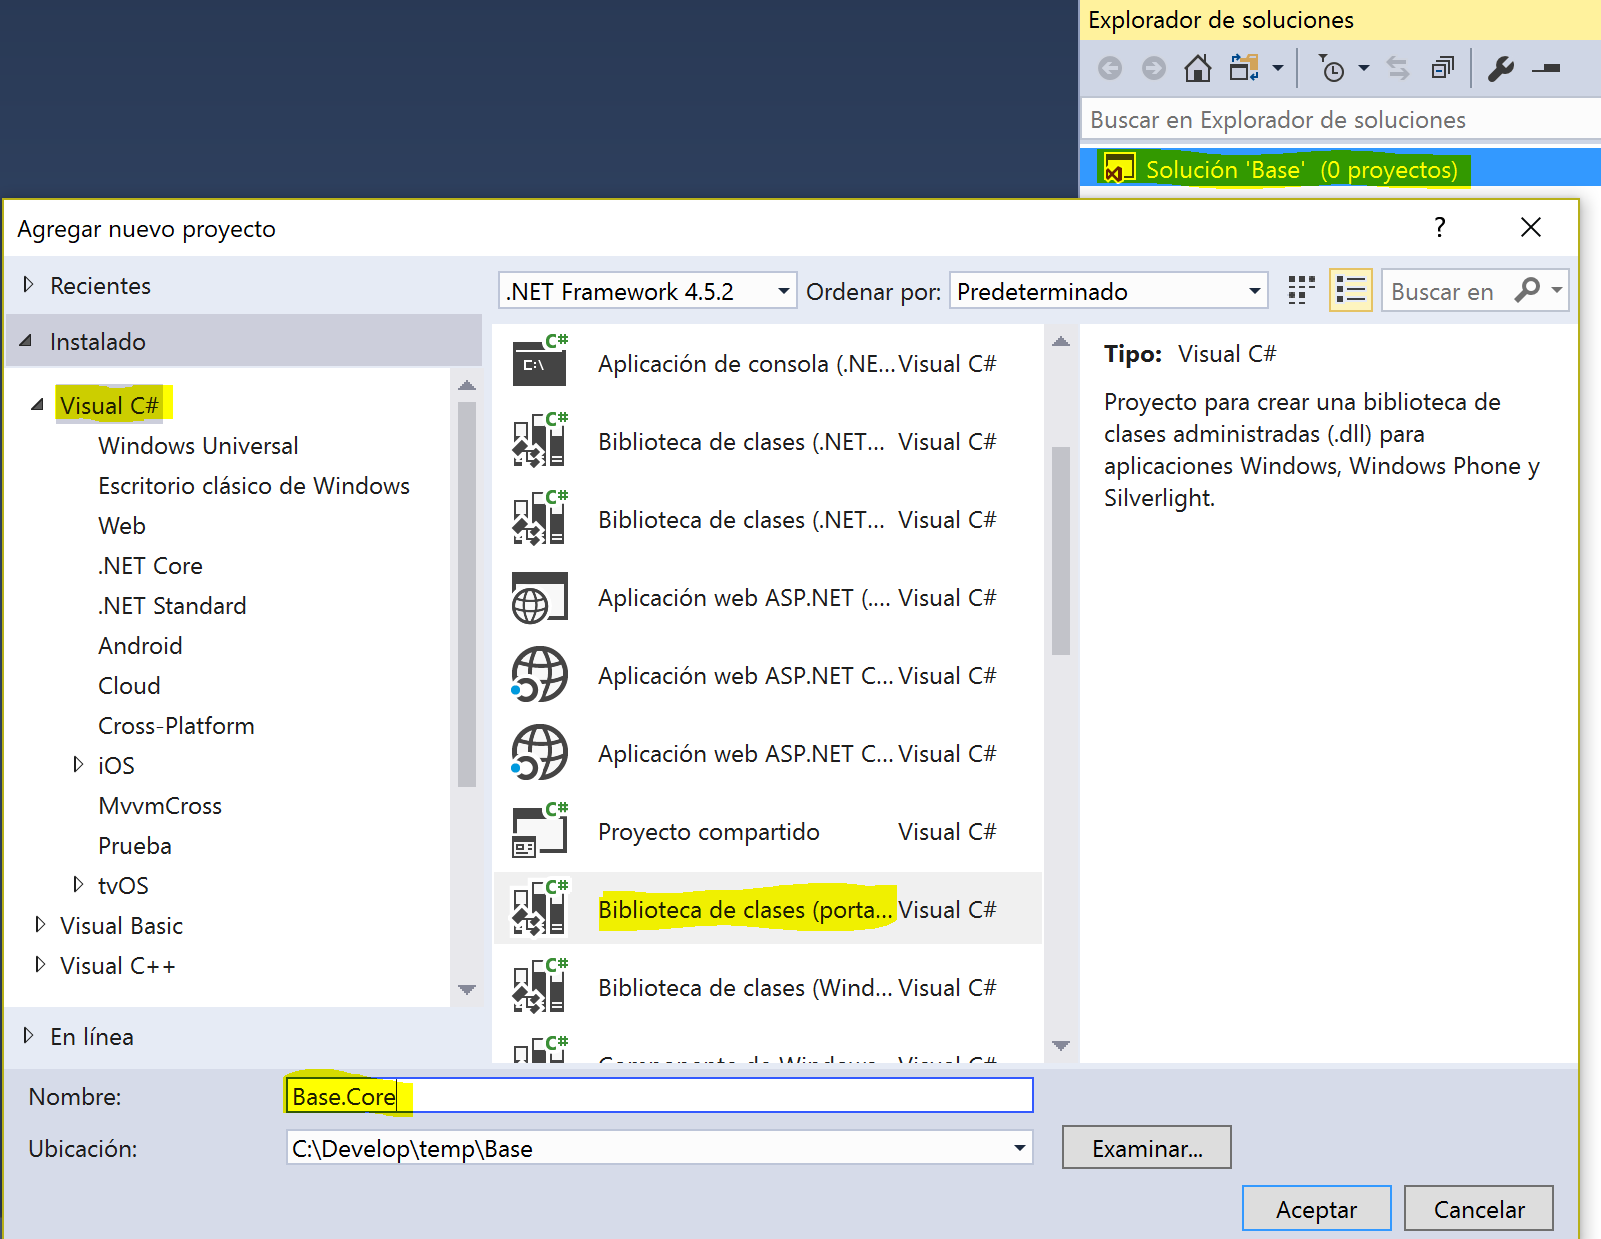 Explorador de soluciones
Buscar en Explorador de soluciones
Solución 'Base' (0 proyectos)
Agregar nuevo proyecto
?
Recientes
Instalado
Visual C#
Windows Universal
Escritorio clásico de Windows
Web
.NET Core
.NET Standard
Android
Cloud
Cross-Platform
iOS
MvvmCross
Prueba
tvOS
Visual Basic
Visual C++
En línea
.NET Framework 4.5.2
Ordenar por: Predeterminado
Buscar en
C# C:\ Aplicación de consola (.NE... Visual C#
C# Biblioteca de clases (.NET... Visual C#
C# Biblioteca de clases (.NET... Visual C#
Aplicación web ASP.NET (.... Visual C#
Aplicación web ASP.NET C... Visual C#
Aplicación web ASP.NET C... Visual C#
C# Proyecto compartido Visual C#
C# Biblioteca de clases (porta... Visual C#
C# Biblioteca de clases (Wind... Visual C#
C# Componente de Windows Visual C#
Tipo: Visual C#
Proyecto para crear una biblioteca de
clases administradas (.dll) para
aplicaciones Windows, Windows Phone y
Silverlight.
Nombre: Base.Core
Ubicación: C:\Develop\temp\Base
Examinar...
Aceptar
Cancelar